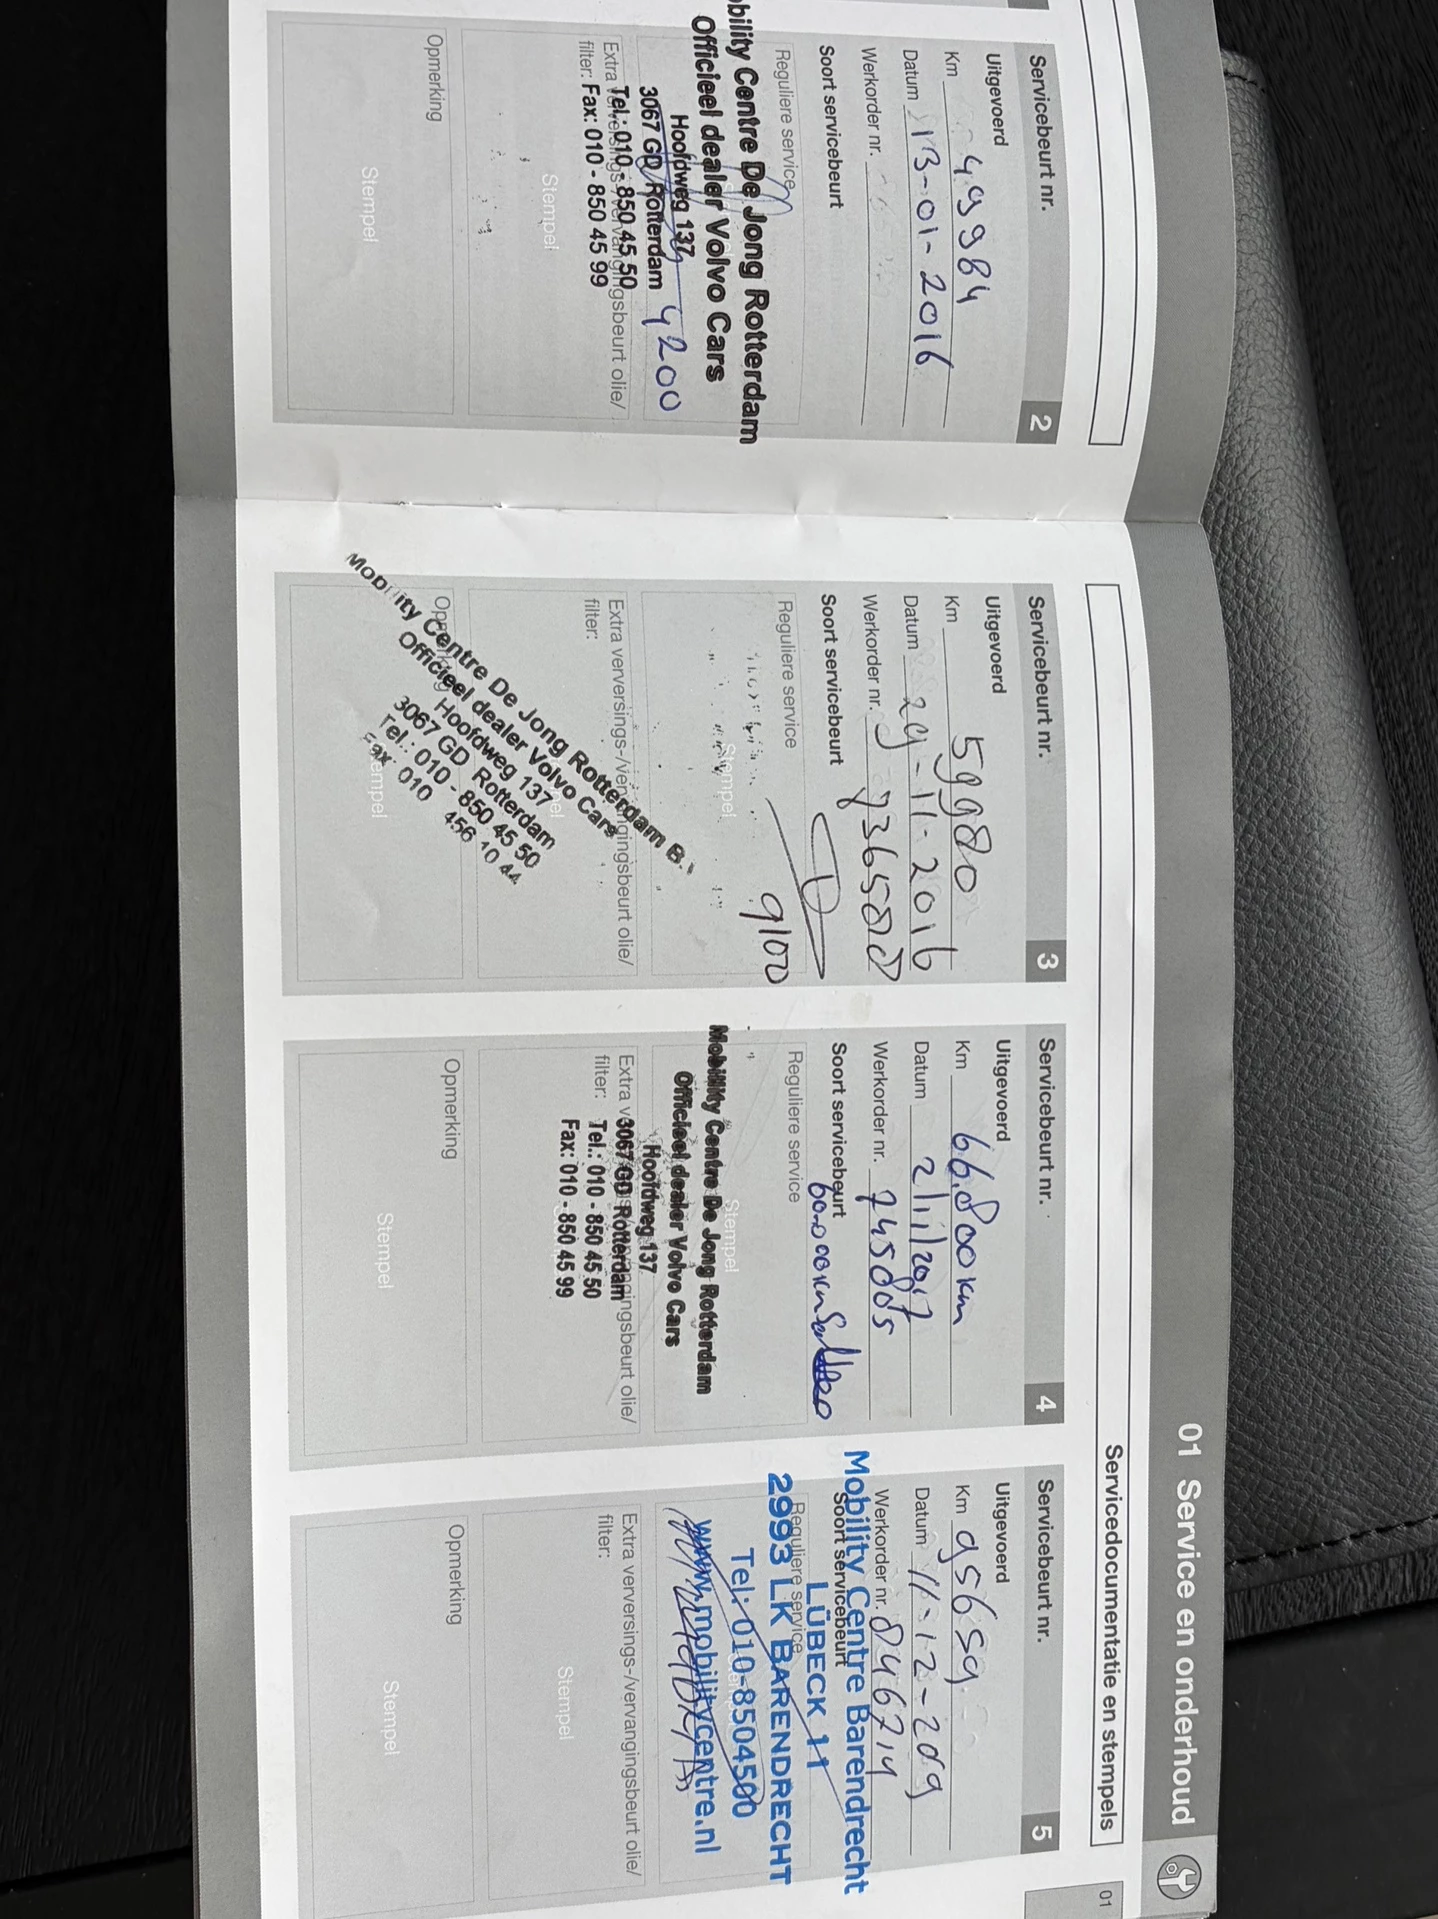 01 Service en onderhoud
01
Servicedocumentatie en stempels
Servicebeurt nr. 2
Uitgevoerd
Km 49984
Datum 13-01-2016
Werkorder nr.
Soort servicebeurt
Reguliere service
bility Centre De Jong Rotterdam
Officieel dealer Volvo Cars
Hoofdweg 137
3067 GD Rotterdam
4200
Tel.: 010 - 850 45 50
Fax: 010 - 850 45 99
Extra verversings-/vervangingsbeurt olie/
filter:
Stempel
Opmerking
Stempel
Servicebeurt nr. 3
Uitgevoerd
Km 59980
Datum 29-11-2016
Werkorder nr.
Soort servicebeurt
Reguliere service
9100
Stempel
Extra verversings-/vervangingsbeurt olie/
filter:
Mobility Centre De Jong Rotterdam B.
Officieel dealer Volvo Cars
Hoofdweg 137
3067 GD Rotterdam
Tel.: 010 - 850 45 50
Fax: 010 456 10 44
Opmerking
Stempel
Servicebeurt nr. 4
Uitgevoerd
Km 66.800 km
Datum 2/11/2017
Werkorder nr. 745805
Soort servicebeurt
Reguliere service
Stempel
Mobility Centre De Jong Rotterdam
Officieel dealer Volvo Cars
Hoofdweg 137
3067 GD Rotterdam
Tel.: 010 - 850 45 50
Fax: 010 - 850 45 99
Extra verversings-/vervangingsbeurt olie/
filter:
Opmerking
Stempel
Servicebeurt nr. 5
Uitgevoerd
Km 95659
Datum 11-12-209
Werkorder nr. 846714
Soort servicebeurt
Reguliere service
Mobility Centre Barendrecht
LÜBECK 11
2993 LK BARENDRECHT
Tel: 010-8504500
www.mobilitycentre.nl
Extra verversings-/vervangingsbeurt olie/
filter:
Stempel
Opmerking
Stempel